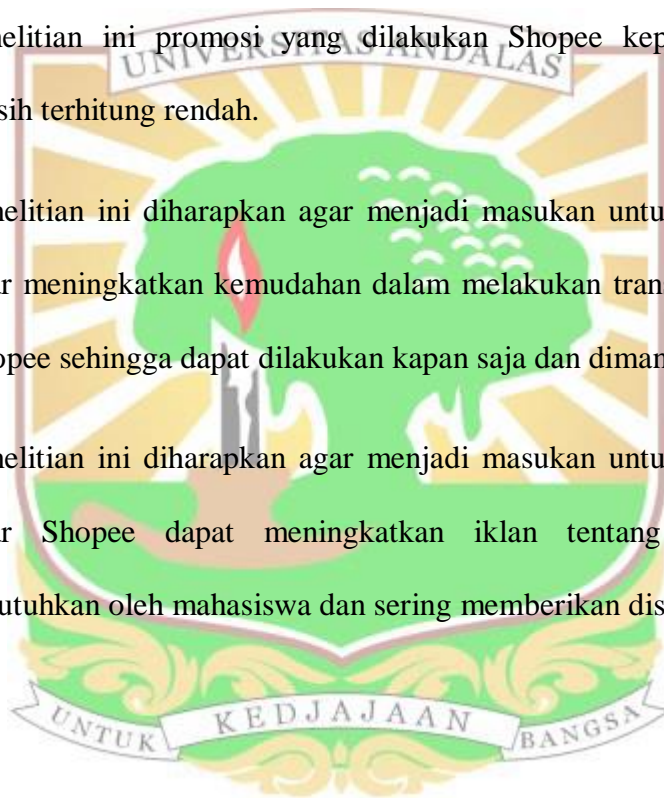 nelitian ini promosi yang dilakukan Shopee kep
UNIVERSITAS ANDALAS
sih terhitung rendah.
nelitian ini diharapkan agar menjadi masukan untu
ar meningkatkan kemudahan dalam melakukan tran
opee sehingga dapat dilakukan kapan saja dan diman
nelitian ini diharapkan agar menjadi masukan untu
ar Shopee dapat meningkatkan iklan tentang
utuhkan oleh mahasiswa dan sering memberikan dis
UNTUK KEDJAJAAN BANGSA